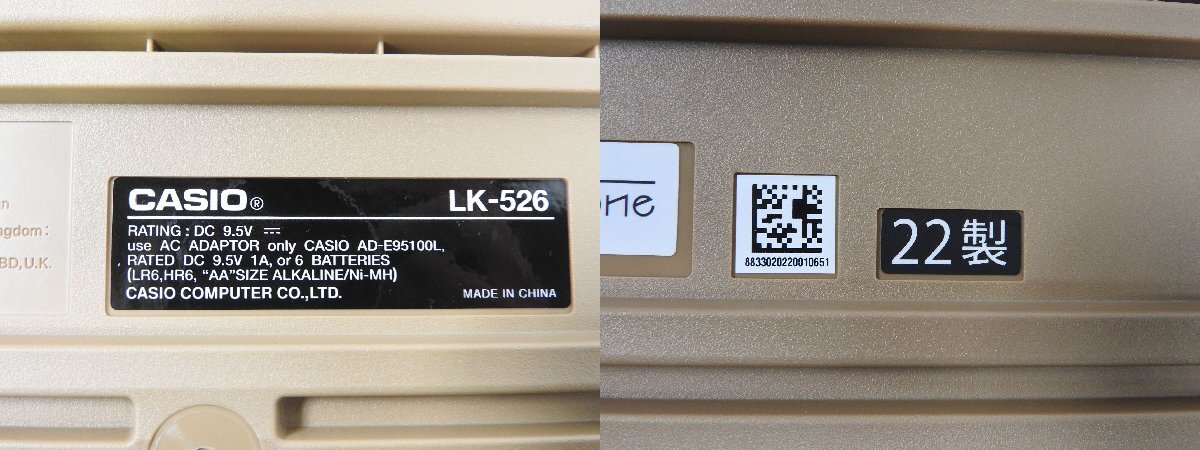 ngdom:
BD, U.K.
CASIO®
LK-526
RATING : DC 9.5V ⎓
use AC ADAPTOR only CASIO AD-E95100L,
RATED DC 9.5V 1A, or 6 BATTERIES
(LR6,HR6, "AA"SIZE ALKALINE/Ni-MH)
CASIO COMPUTER CO.,LTD.
MADE IN CHINA
one
8833020220010651
22製